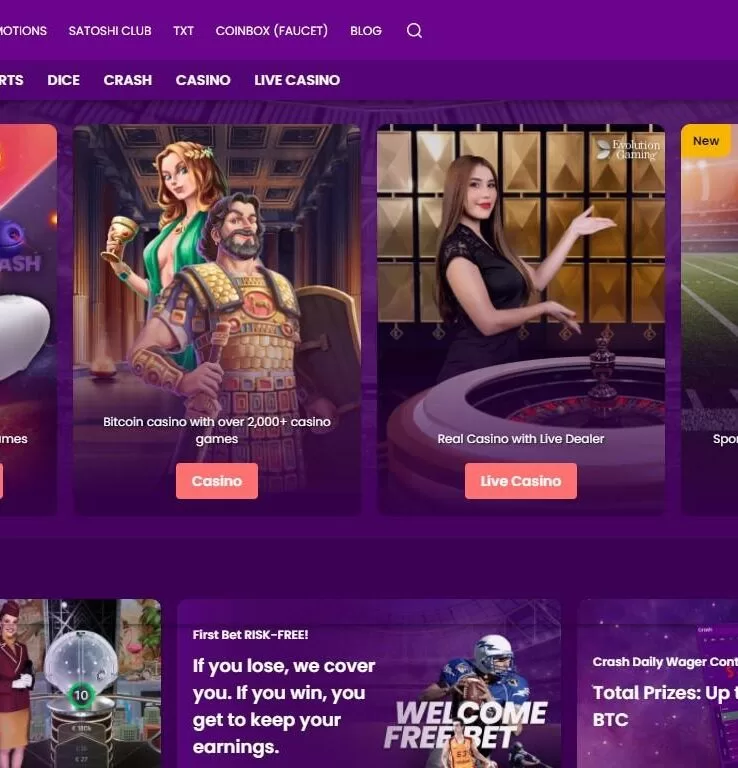 MOTIONS SATOSHI CLUB TXT COINBOX (FAUCET) BLOG
RTS DICE CRASH CASINO LIVE CASINO
Evolution
Gaming
New
ASH
Bitcoin casino with over 2,000+ casino
games
Real Casino with Live Dealer
mes
Spor
Casino
Live Casino
First Bet RISK-FREE!
If you lose, we cover
you. If you win, you
get to keep your
earnings.
WELCOME
FREE BET
10
Crash Daily Wager Cont
Total Prizes: Up t
BTC